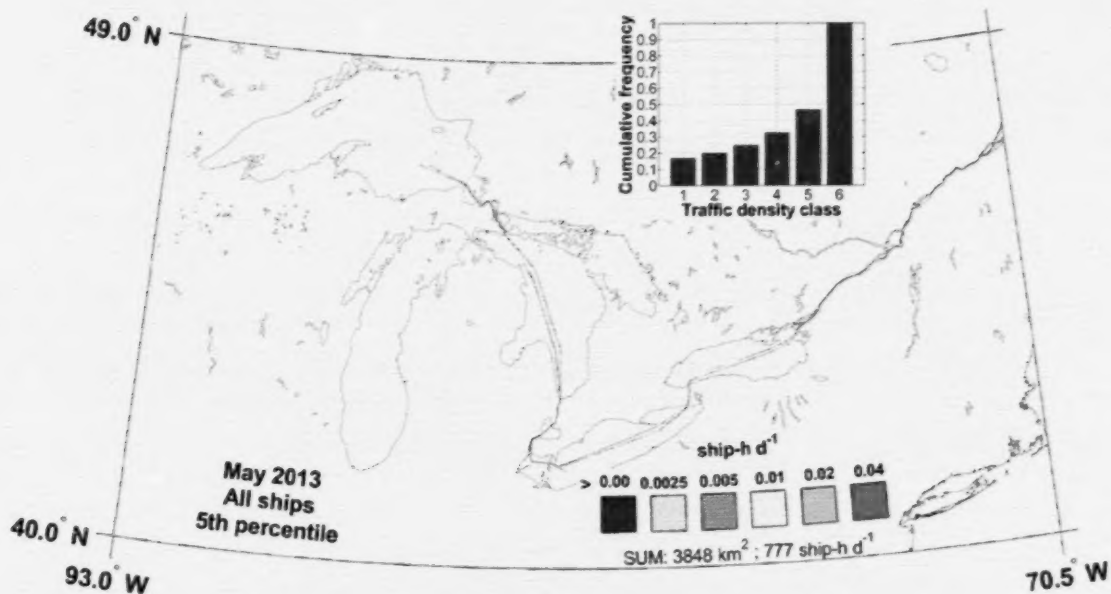 49.0° N
Cumulative frequency
1
0.9
0.8
0.7
0.6
0.5
0.4
0.3
0.2
0.1
0
1 2 3 4 5 6
Traffic density class
May 2013
All ships
5th percentile
ship-h d⁻¹
> 0.00 0.0025 0.005 0.01 0.02 0.04
SUM: 3848 km² ; 777 ship-h d⁻¹
40.0° N
93.0° W
70.5° W